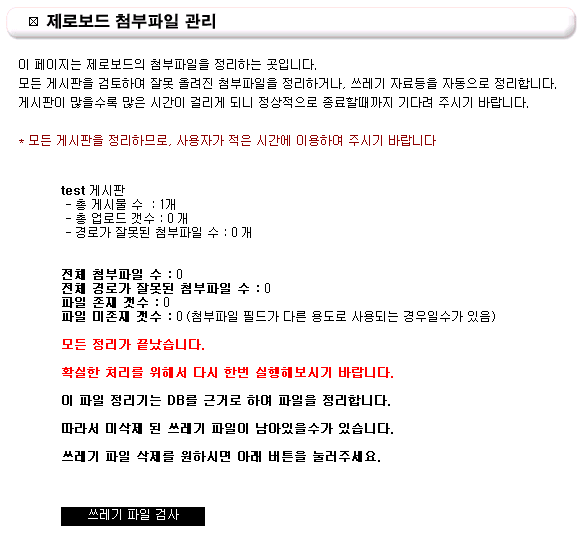 제로보드 첨부파일 관리
이 페이지는 제로보드의 첨부파일을 정리하는 곳입니다.
모든 게시판을 검토하여 잘못 올려진 첨부파일을 정리하거나, 쓰레기 자료등을 자동으로 정리합니다.
게시판이 많을수록 많은 시간이 걸리게 되니 정상적으로 종료할때까지 기다려 주시기 바랍니다.
* 모든 게시판을 정리하므로, 사용자가 적은 시간에 이용하여 주시기 바랍니다
test 게시판
- 총 게시물 수 : 1개
- 총 업로드 갯수 : 0 개
- 경로가 잘못된 첨부파일 수 : 0 개
전체 첨부파일 수 : 0
전체 경로가 잘못된 첨부파일 수 : 0
파일 존재 갯수 : 0
파일 미존재 갯수 : 0 (첨부파일 필드가 다른 용도로 사용되는 경우일수가 있음)
모든 정리가 끝났습니다.
확실한 처리를 위해서 다시 한번 실행해보시기 바랍니다.
이 파일 정리기는 DB를 근거로 하여 파일을 정리합니다.
따라서 미삭제 된 쓰레기 파일이 남아있을수가 있습니다.
쓰레기 파일 삭제를 원하시면 아래 버튼을 눌러주세요.
쓰레기 파일 검사